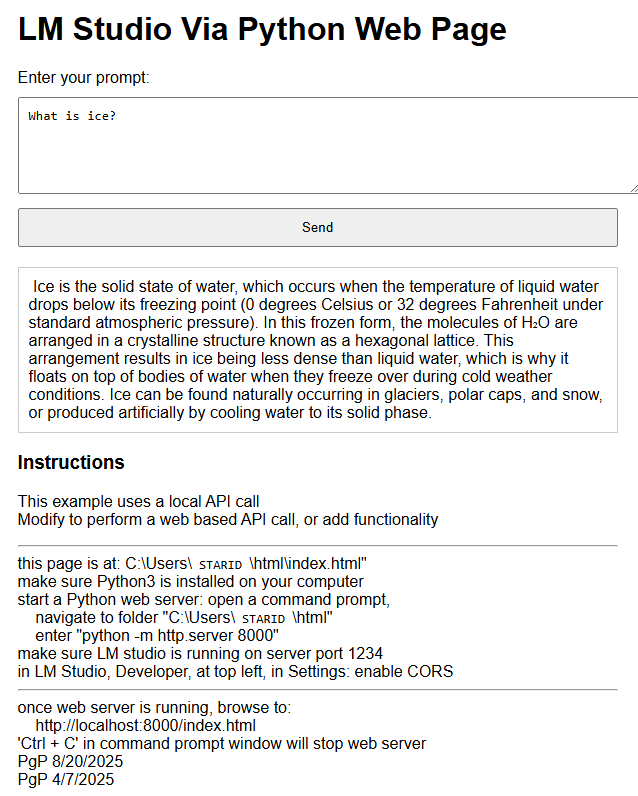 LM Studio Via Python Web Page
Enter your prompt:
What is ice?
Send
Ice is the solid state of water, which occurs when the temperature of liquid water
drops below its freezing point (0 degrees Celsius or 32 degrees Fahrenheit under
standard atmospheric pressure). In this frozen form, the molecules of H₂O are
arranged in a crystalline structure known as a hexagonal lattice. This
arrangement results in ice being less dense than liquid water, which is why it
floats on top of bodies of water when they freeze over during cold weather
conditions. Ice can be found naturally occurring in glaciers, polar caps, and snow,
or produced artificially by cooling water to its solid phase.
Instructions
This example uses a local API call
Modify to perform a web based API call, or add functionality
this page is at: C:\Users\ STARID \html\index.html"
make sure Python3 is installed on your computer
start a Python web server: open a command prompt,
navigate to folder "C:\Users\ STARID \html"
enter "python -m http.server 8000"
make sure LM studio is running on server port 1234
in LM Studio, Developer, at top left, in Settings: enable CORS
once web server is running, browse to:
http://localhost:8000/index.html
'Ctrl + C' in command prompt window will stop web server
PgP 8/20/2025
PgP 4/7/2025